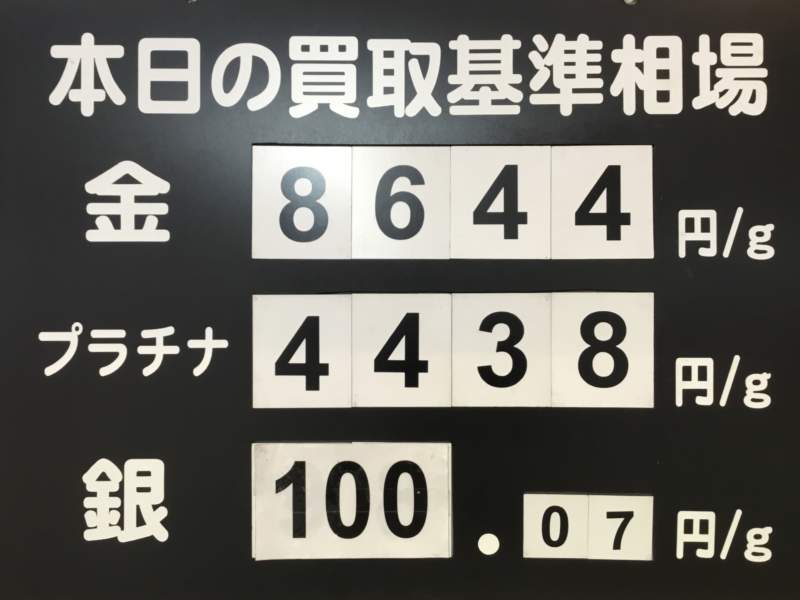 本日の買取基準相場
金 8644 円/g
プラチナ 4438 円/g
銀 100.07 円/g